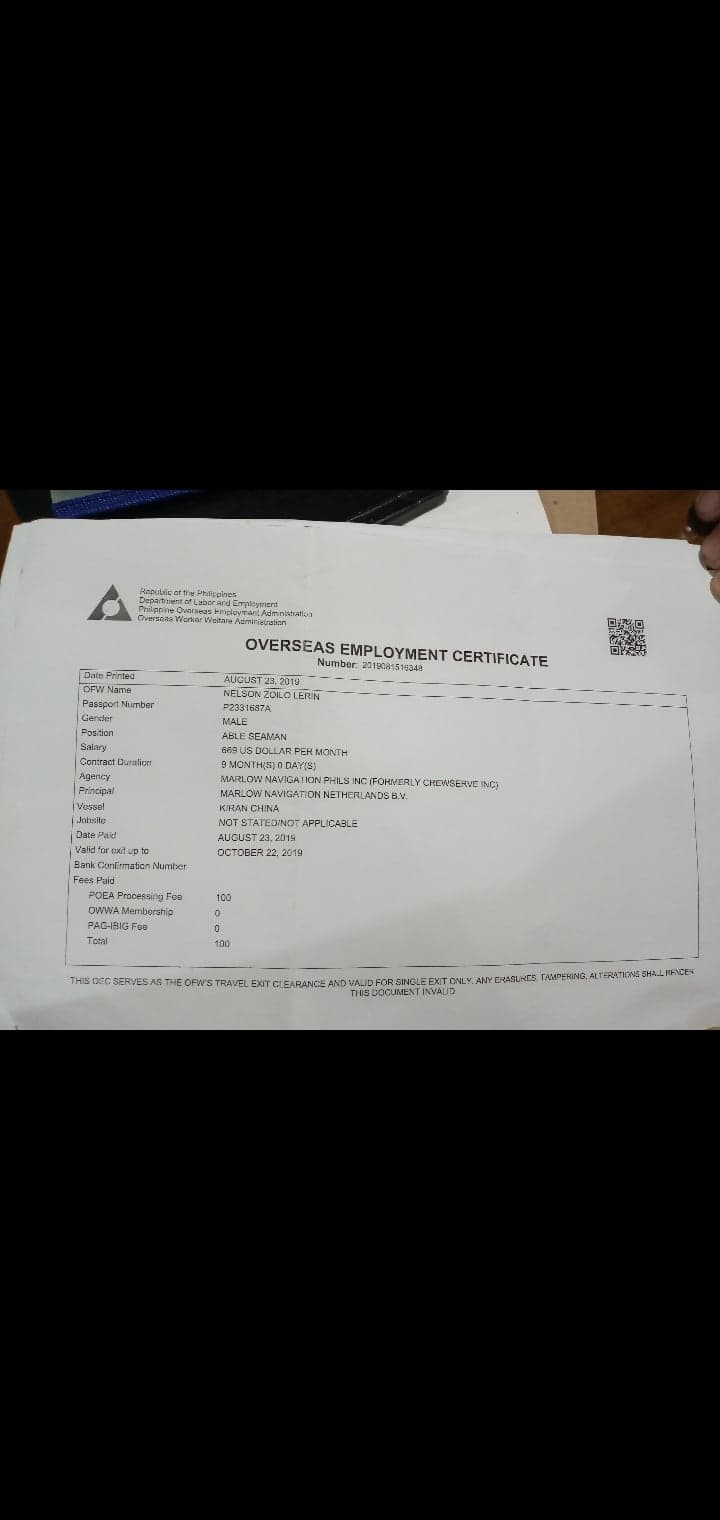 Republic of the Philippines
Department of Labor and Employment
Philippine Overseas Employment Administration
Overseas Worker Welfare Administration
OVERSEAS EMPLOYMENT CERTIFICATE
Number: 2019081516348
Date Printed AUGUST 23, 2019
OFW Name NELSON ZOILO LERIN
Passport Number P2331687A
Gender MALE
Position ABLE SEAMAN
Salary 669 US DOLLAR PER MONTH
Contract Duration 9 MONTH(S) 0 DAY(S)
Agency MARLOW NAVIGATION PHILS INC (FORMERLY CREWSERVE INC)
Principal MARLOW NAVIGATION NETHERLANDS B.V.
Vessel KIRAN CHINA
Jobsite NOT STATED/NOT APPLICABLE
Date Paid AUGUST 23, 2019
Valid for exit up to OCTOBER 22, 2019
Bank Confirmation Number
Fees Paid
POEA Processing Fee 100
OWWA Membership 0
PAG-IBIG Fee 0
Total 100
THIS OEC SERVES AS THE OFW'S TRAVEL EXIT CLEARANCE AND VALID FOR SINGLE EXIT ONLY. ANY ERASURES, TAMPERING, ALTERATIONS SHALL RENDER
THIS DOCUMENT INVALID